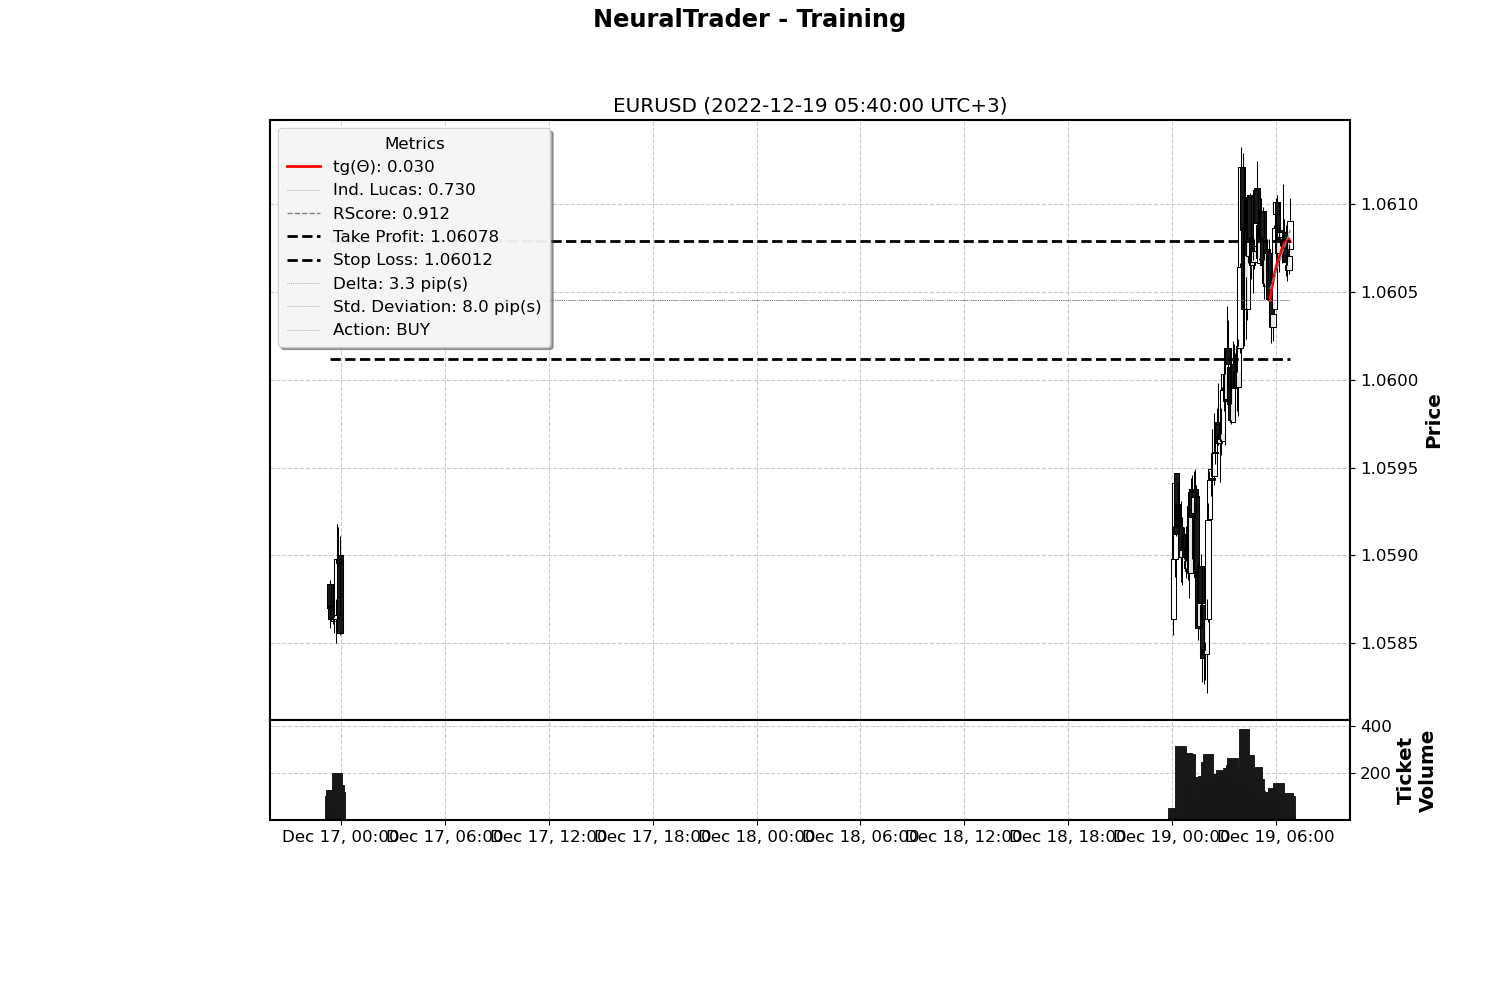 NeuralTrader - Training
EURUSD (2022-12-19 05:40:00 UTC+3)
Metrics
tg(Θ): 0.030
Ind. Lucas: 0.730
RScore: 0.912
Take Profit: 1.06078
Stop Loss: 1.06012
Delta: 3.3 pip(s)
Std. Deviation: 8.0 pip(s)
Action: BUY
1.0610
1.0605
1.0600
1.0595
1.0590
1.0585
Price
400
200
Ticket
Volume
Dec 17, 00:00 Dec 17, 06:00 Dec 17, 12:00 Dec 17, 18:00 Dec 18, 00:00 Dec 18, 06:00 Dec 18, 12:00 Dec 18, 18:00 Dec 19, 00:00 Dec 19, 06:00